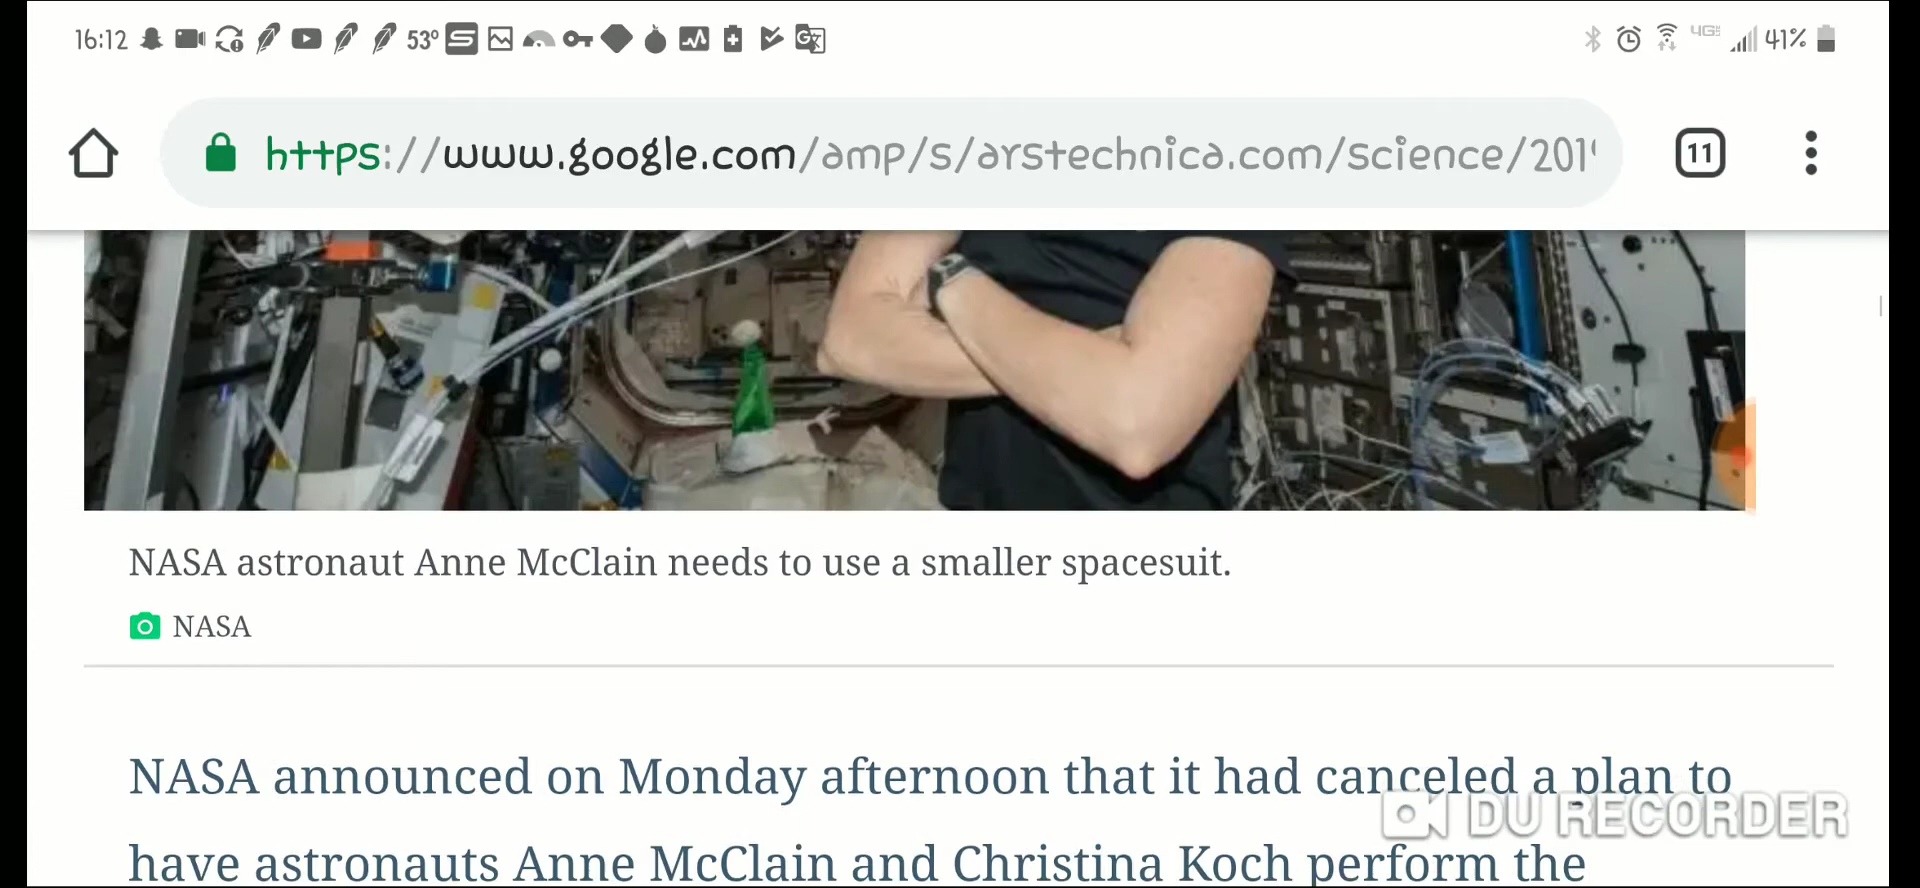 16:12 53° 4G 41%
https://www.google.com/amp/s/arstechnica.com/science/201 11
NASA astronaut Anne McClain needs to use a smaller spacesuit.
NASA
NASA announced on Monday afternoon that it had canceled a plan to
DU RECORDER
have astronauts Anne McClain and Christina Koch perform the